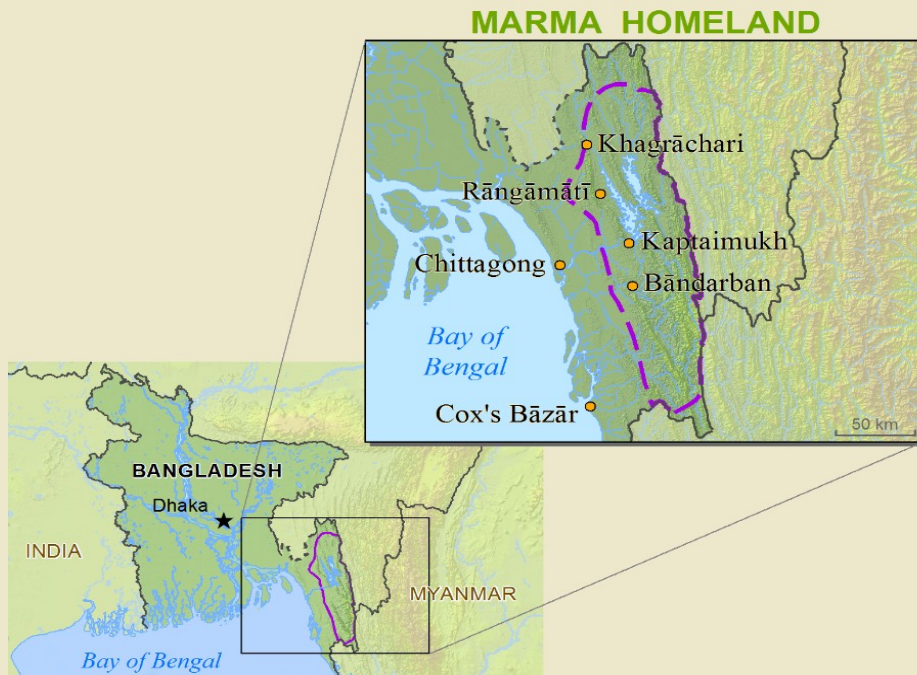 MARMA HOMELAND
Khagrāchari
Rāngāmātī
Kaptaimukh
Chittagong
Bāndarban
Bay of
Bengal
Cox's Bāzār
50 km
BANGLADESH
Dhaka
INDIA
MYANMAR
Bay of Bengal